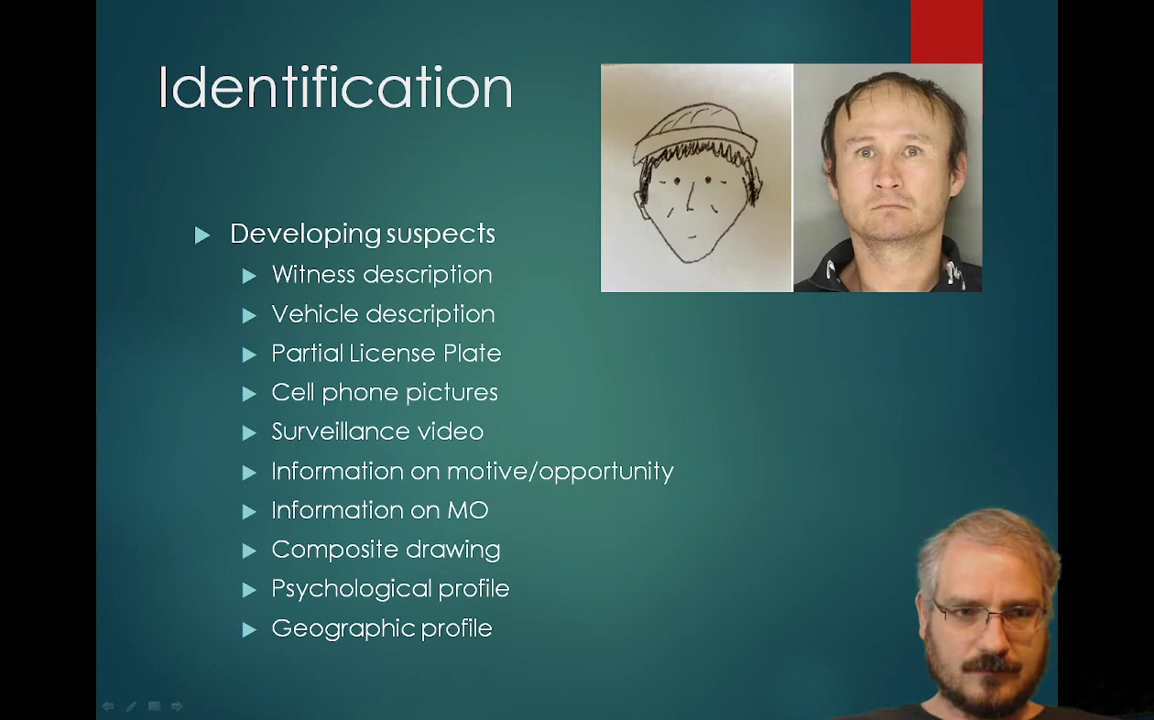 Identification
Developing suspects
Witness description
Vehicle description
Partial License Plate
Cell phone pictures
Surveillance video
Information on motive/opportunity
Information on MO
Composite drawing
Psychological profile
Geographic profile